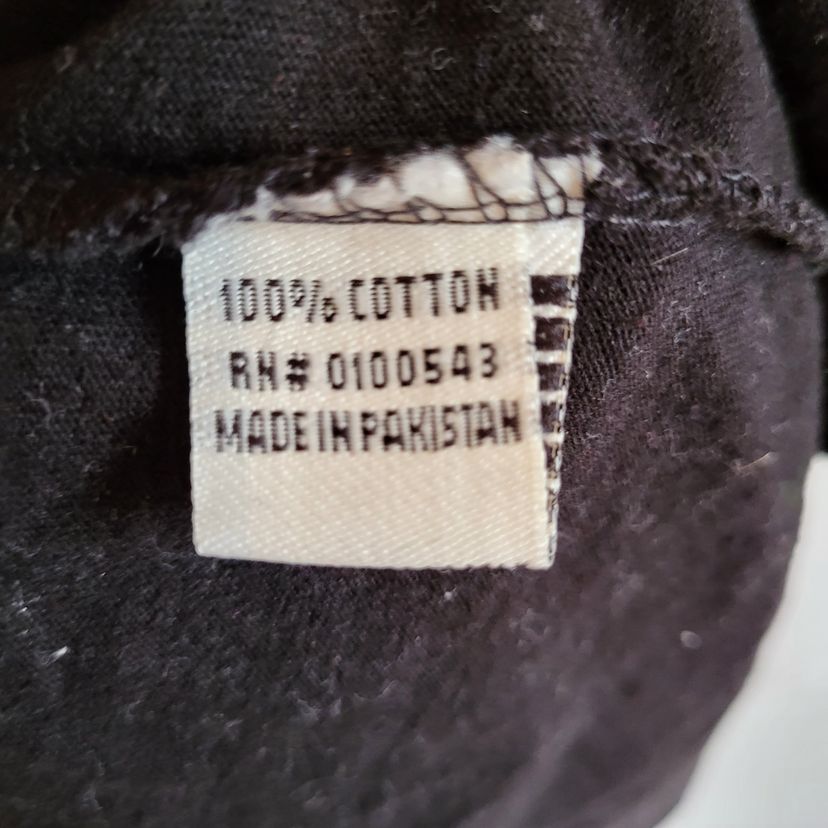 100% COTTON
RN# 0100543
MADE IN PAKISTAN